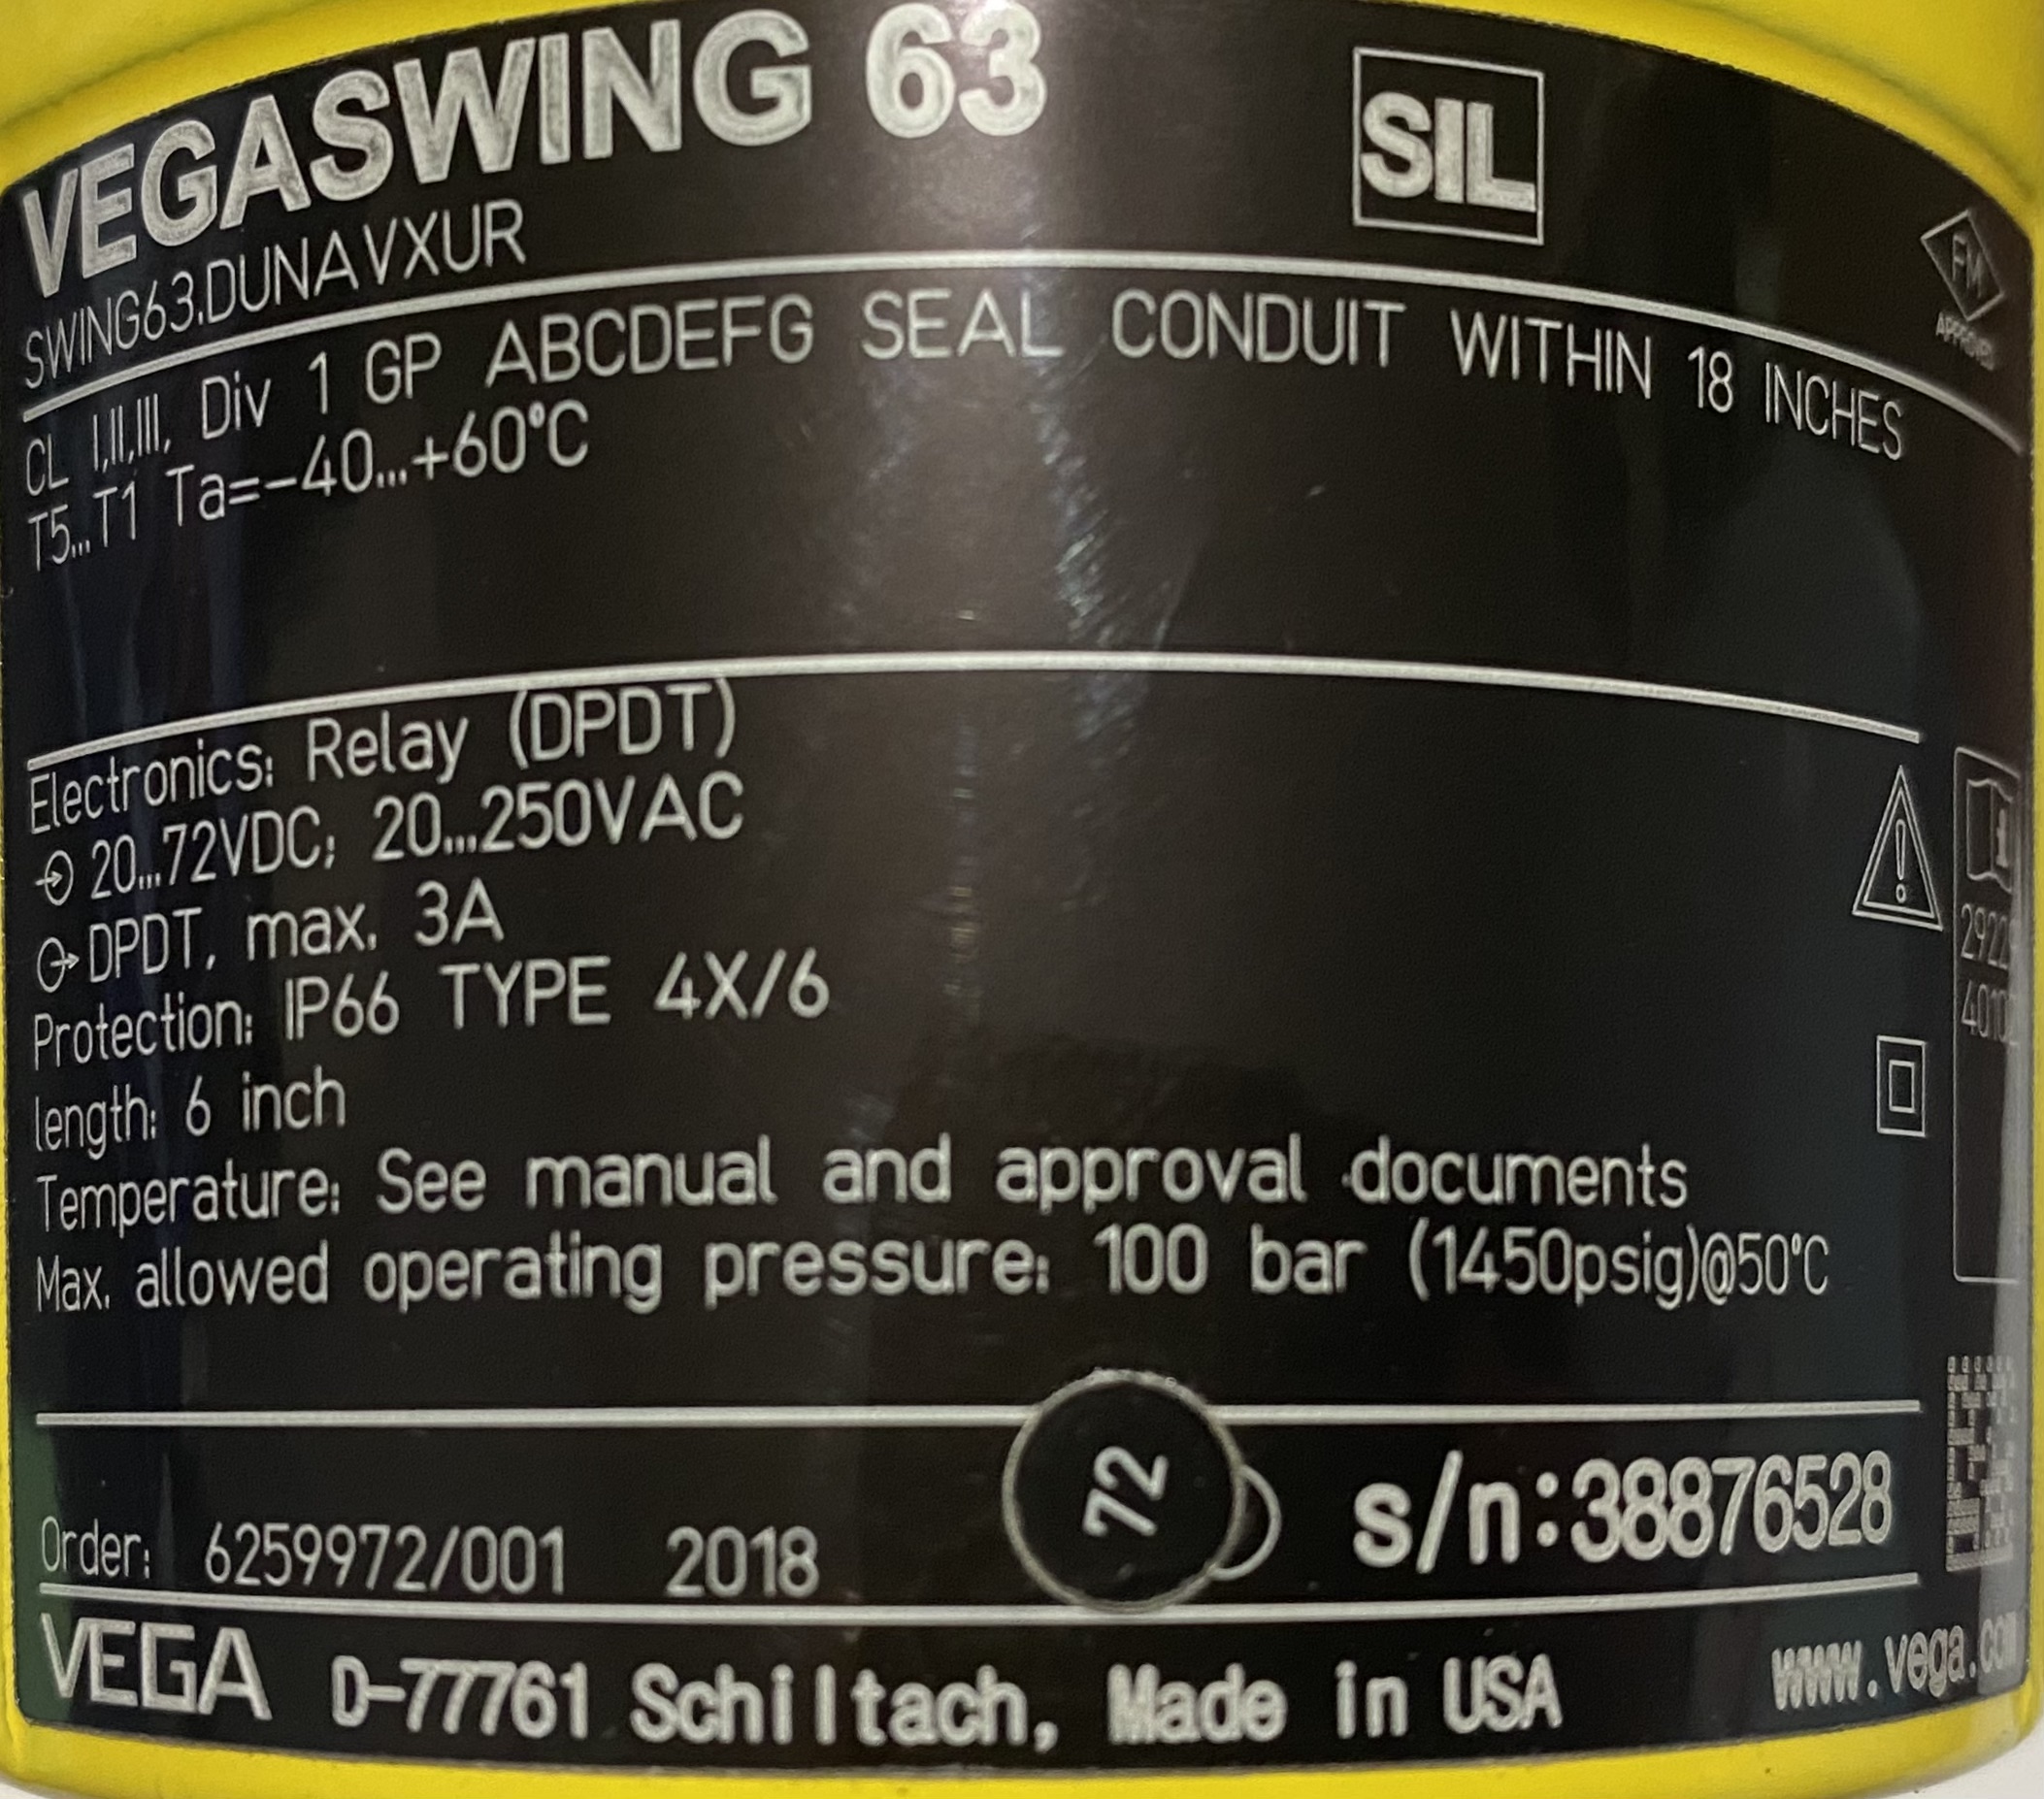 VEGASWING 63
SIL
SWING63.DUNAVXUR
FM
APPROVED
CL I,II,III, Div 1 GP ABCDEFG SEAL CONDUIT WITHIN 18 INCHES
T5...T1 Ta=-40...+60°C
Electronics: Relay (DPDT)
20...72VDC; 20...250VAC
DPDT, max. 3A
Protection: IP66 TYPE 4X/6
length: 6 inch
Temperature: See manual and approval documents
Max. allowed operating pressure: 100 bar (1450psig)@50°C
72
Order: 6259972/001 2018
s/n:38876528
VEGA D-77761 Schiltach, Made in USA
www.vega.com